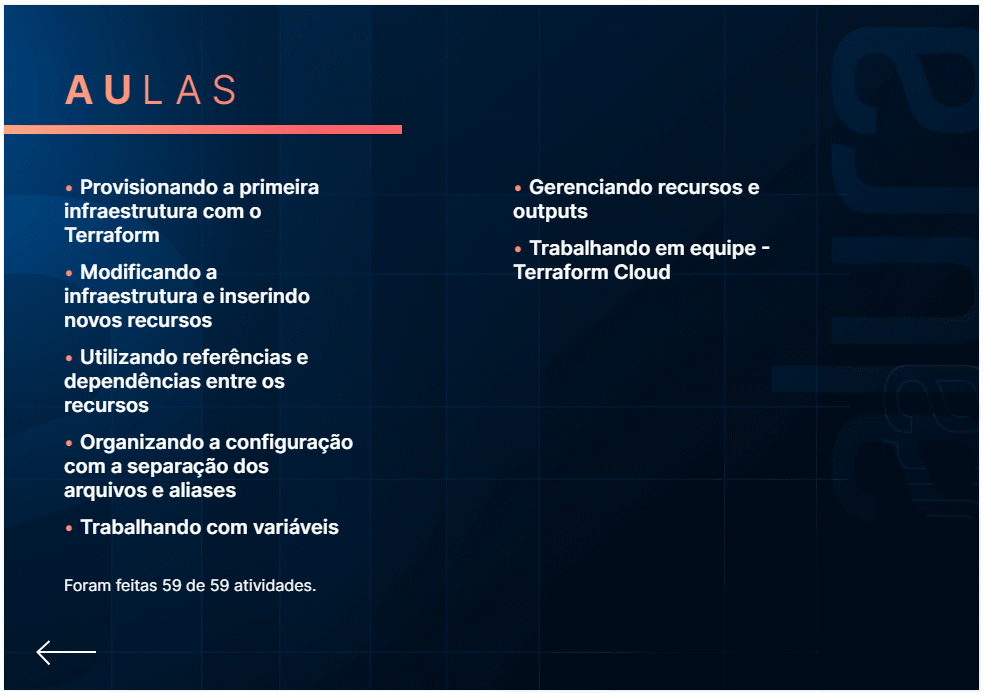 AULAS
• Provisionando a primeira
infraestrutura com o
Terraform
• Modificando a
infraestrutura e inserindo
novos recursos
• Utilizando referências e
dependências entre os
recursos
• Organizando a configuração
com a separação dos
arquivos e aliases
• Trabalhando com variáveis
• Gerenciando recursos e
outputs
• Trabalhando em equipe -
Terraform Cloud
Foram feitas 59 de 59 atividades.
alura
a